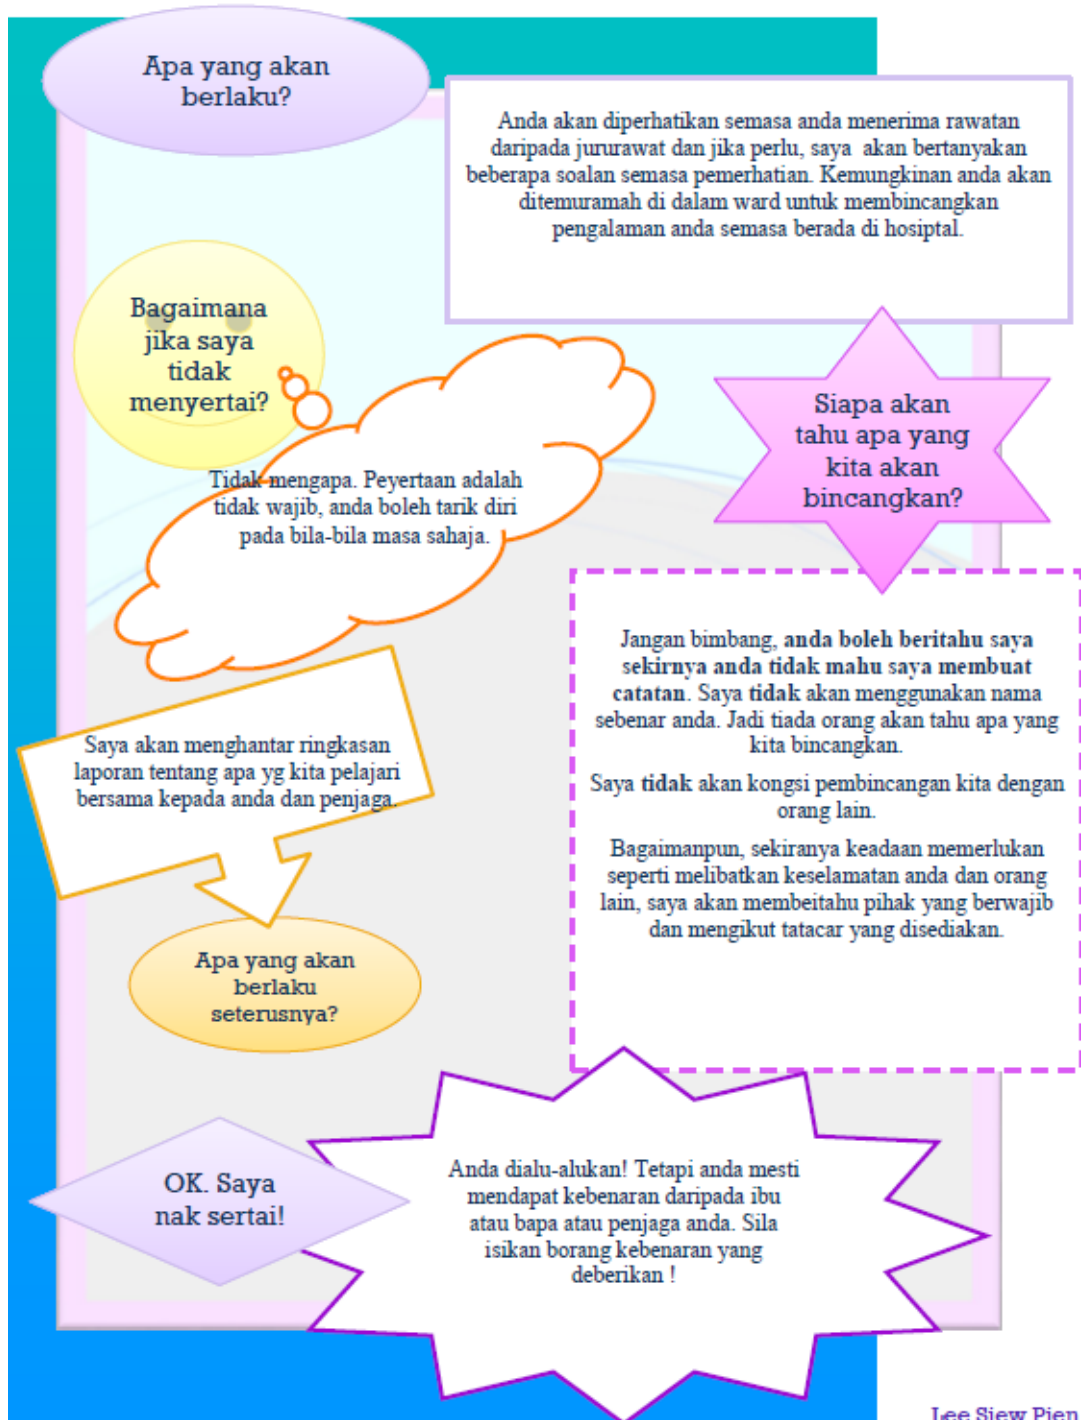 Apa yang akan
berlaku?
Anda akan diperhatikan semasa anda menerima rawatan
daripada jururawat dan jika perlu, saya akan bertanyakan
beberapa soalan semasa pemerhatian. Kemungkinan anda akan
ditemuramah di dalam ward untuk membincangkan
pengalaman anda semasa berada di hosiptal.
Bagaimana
jika saya
tidak
menyertai?
Tidak mengapa. Peyertaan adalah
tidak wajib, anda boleh tarik diri
pada bila-bila masa sahaja.
Siapa akan
tahu apa yang
kita akan
bincangkan?
Jangan bimbang, anda boleh beritahu saya
sekirnya anda tidak mahu saya membuat
catatan. Saya tidak akan menggunakan nama
sebenar anda. Jadi tiada orang akan tahu apa yang
kita bincangkan.
Saya tidak akan kongsi pembincangan kita dengan
orang lain.
Bagaimanpun, sekiranya keadaan memerlukan
seperti melibatkan keselamatan anda dan orang
lain, saya akan membeitahu pihak yang berwajib
dan mengikut tatacar yang disediakan.
Saya akan menghantar ringkasan
laporan tentang apa yg kita pelajari
bersama kepada anda dan penjaga.
Apa yang akan
berlaku
seterusnya?
OK. Saya
nak sertai!
Anda dialu-alukan! Tetapi anda mesti
mendapat kebenaran daripada ibu
atau bapa atau penjaga anda. Sila
isikan borang kebenaran yang
deberikan !
Lee Siew Pien